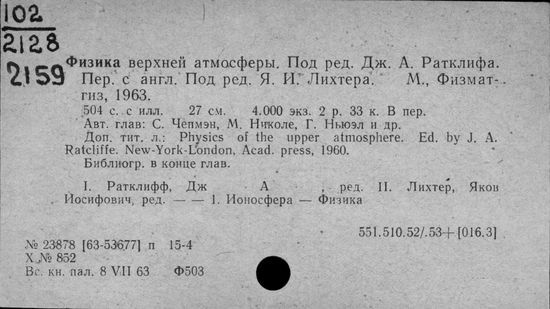 102
2128
2159
Физика верхней атмосферы. Под ред. Дж. А. Ратклифа.
Пер. с англ. Под ред. Я. И. Лихтера. М., Физмат-
гиз, 1963.
504 с. с илл. 27 см. 4.000 экз. 2 р. 33 к. В пер.
Авт. глав: С. Чепмэн, М. Николе, Г. Ньюэл и др.
Доп. тит. л.: Physics of the upper atmosphere. Ed. by J. A.
Ratcliffe. New-York-London, Acad. press, 1960.
Библиогр. в конце глав.
I. Ратклифф, Дж А , ред. II. Лихтер, Яков
Иосифович, ред. — — 1. Ионосфера — Физика
551.510.52/.53+[016.3]
№ 23878 [63-53677] п 15-4
Х № 852
Вс. кн. пал. 8 VII 63 Ф503